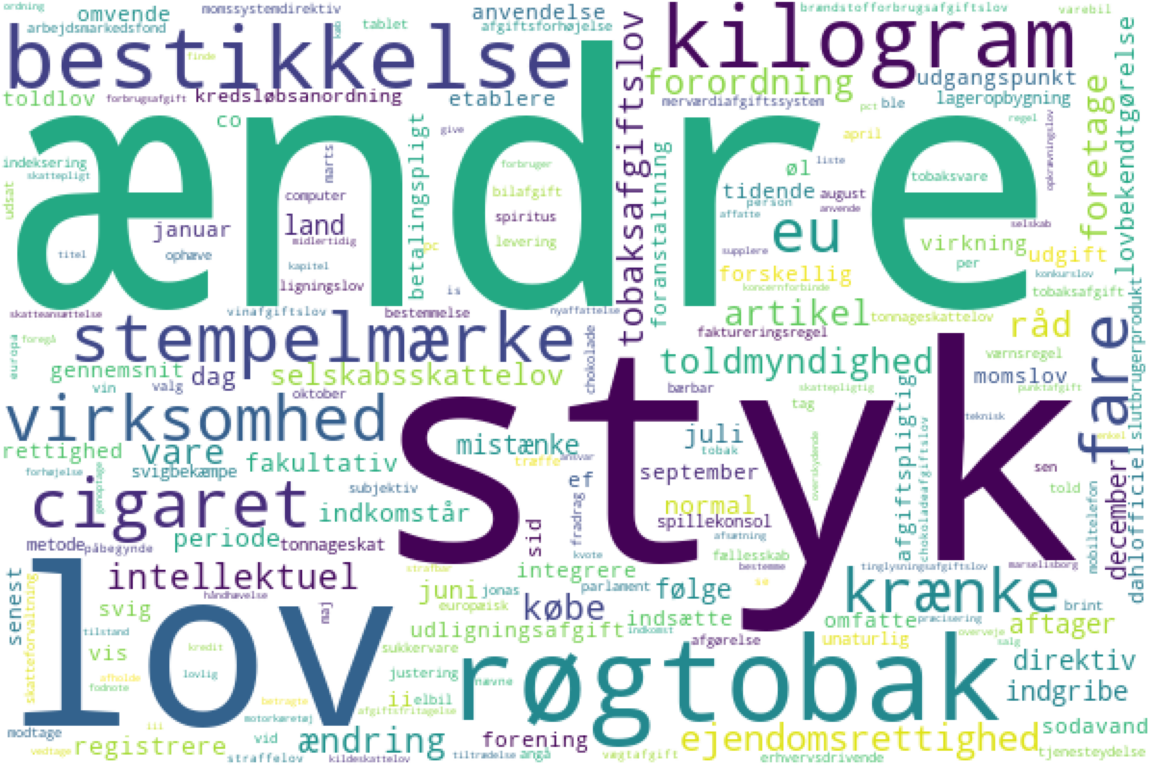 ordning
omvende
momssystemdirektiv
anvendelse
brændstofforbrugsafgiftslov
varebil
arbejdsmarkedsfond
tablet
afgiftsforhøjelse
bestikkelse
kilogram
finde
forordning
udgangspunkt
toldlov
forbrugsafgift
kredsløbsanordning
etablere
merværdiafgiftssystem
pct
ble
lageropbygning
co
give
april
regel
ændre
tobaksafgiftslov
foretage
lovbekendtgørelse
opkrævningslov
indeksering
skattepligt
marts
betalingspligt
forbruger
foranstaltning
øl
liste
tobaksvare
udsat
computer
bilafgift
tidende
person
august
januar
land
spiritus
affatte
anvende
selskab
midlertidig
levering
eu
virkning
titel
ophæve
pc
supplere
udgift
kapitel
is
forskellig
per
konkurslov
ligningslov
koncernforbinde
tobaksafgift
skatteansættelse
vinafgiftslov
bestemmelse
nyaffattelse
artikel
tonnageskattelov
råd
stempelmærke
faktureringsregel
europa
foregå
chokolade
toldmyndighed
værnsregel
fare
slutbrugerprodukt
gennemsnit
dag
selskabsskattelov
momslov
vin
valg
oktober
bærbar
skattepligtig
punktafgift
virksomhed
styk
tag
teknisk
rettighed
vare
mistænke
juli
enkel
forhøjelse
genoptage
svigbekæmpe
fakultativ
træffe
ansvar
tobak
overskydende
afgiftspligtig
chokoladeafgiftslov
cigaret
subjektiv
ef
september
sen
told
december
dahlofficiel
indkomstår
fradrag
normal
mobiltelefon
spillekonsol
metode
påbegynde
periode
tonnageskat
sid
kvote
afsætning
fællesskab
lov
intellektuel
strafbar
integrere
bestemme
tinglysningsafgiftslov
marselisborg
senest
håndhævelse
juni
jonas
parlament
følge
se
krænke
skatteforvaltning
svig
maj
europæisk
købe
indsætte
omfatte
præcisering
brint
tilstand
udligningsafgift
indkomst
afgørelse
unaturlig
overveje
aftager
vis
kredit
sukkervare
røgtobak
salg
afholde
lovlig
justering
nævne
direktiv
fodnote
betragte
ii
elbil
indgribe
iii
motorkøretøj
afgiftsfritagelse
modtage
registrere
vid
ændring
forening
ejendomsrettighed
sodavand
vedtage
straffelov
kildeskattelov
tiltrædelse
angå
vægtafgift
erhvervsdrivende
tjenesteydelse